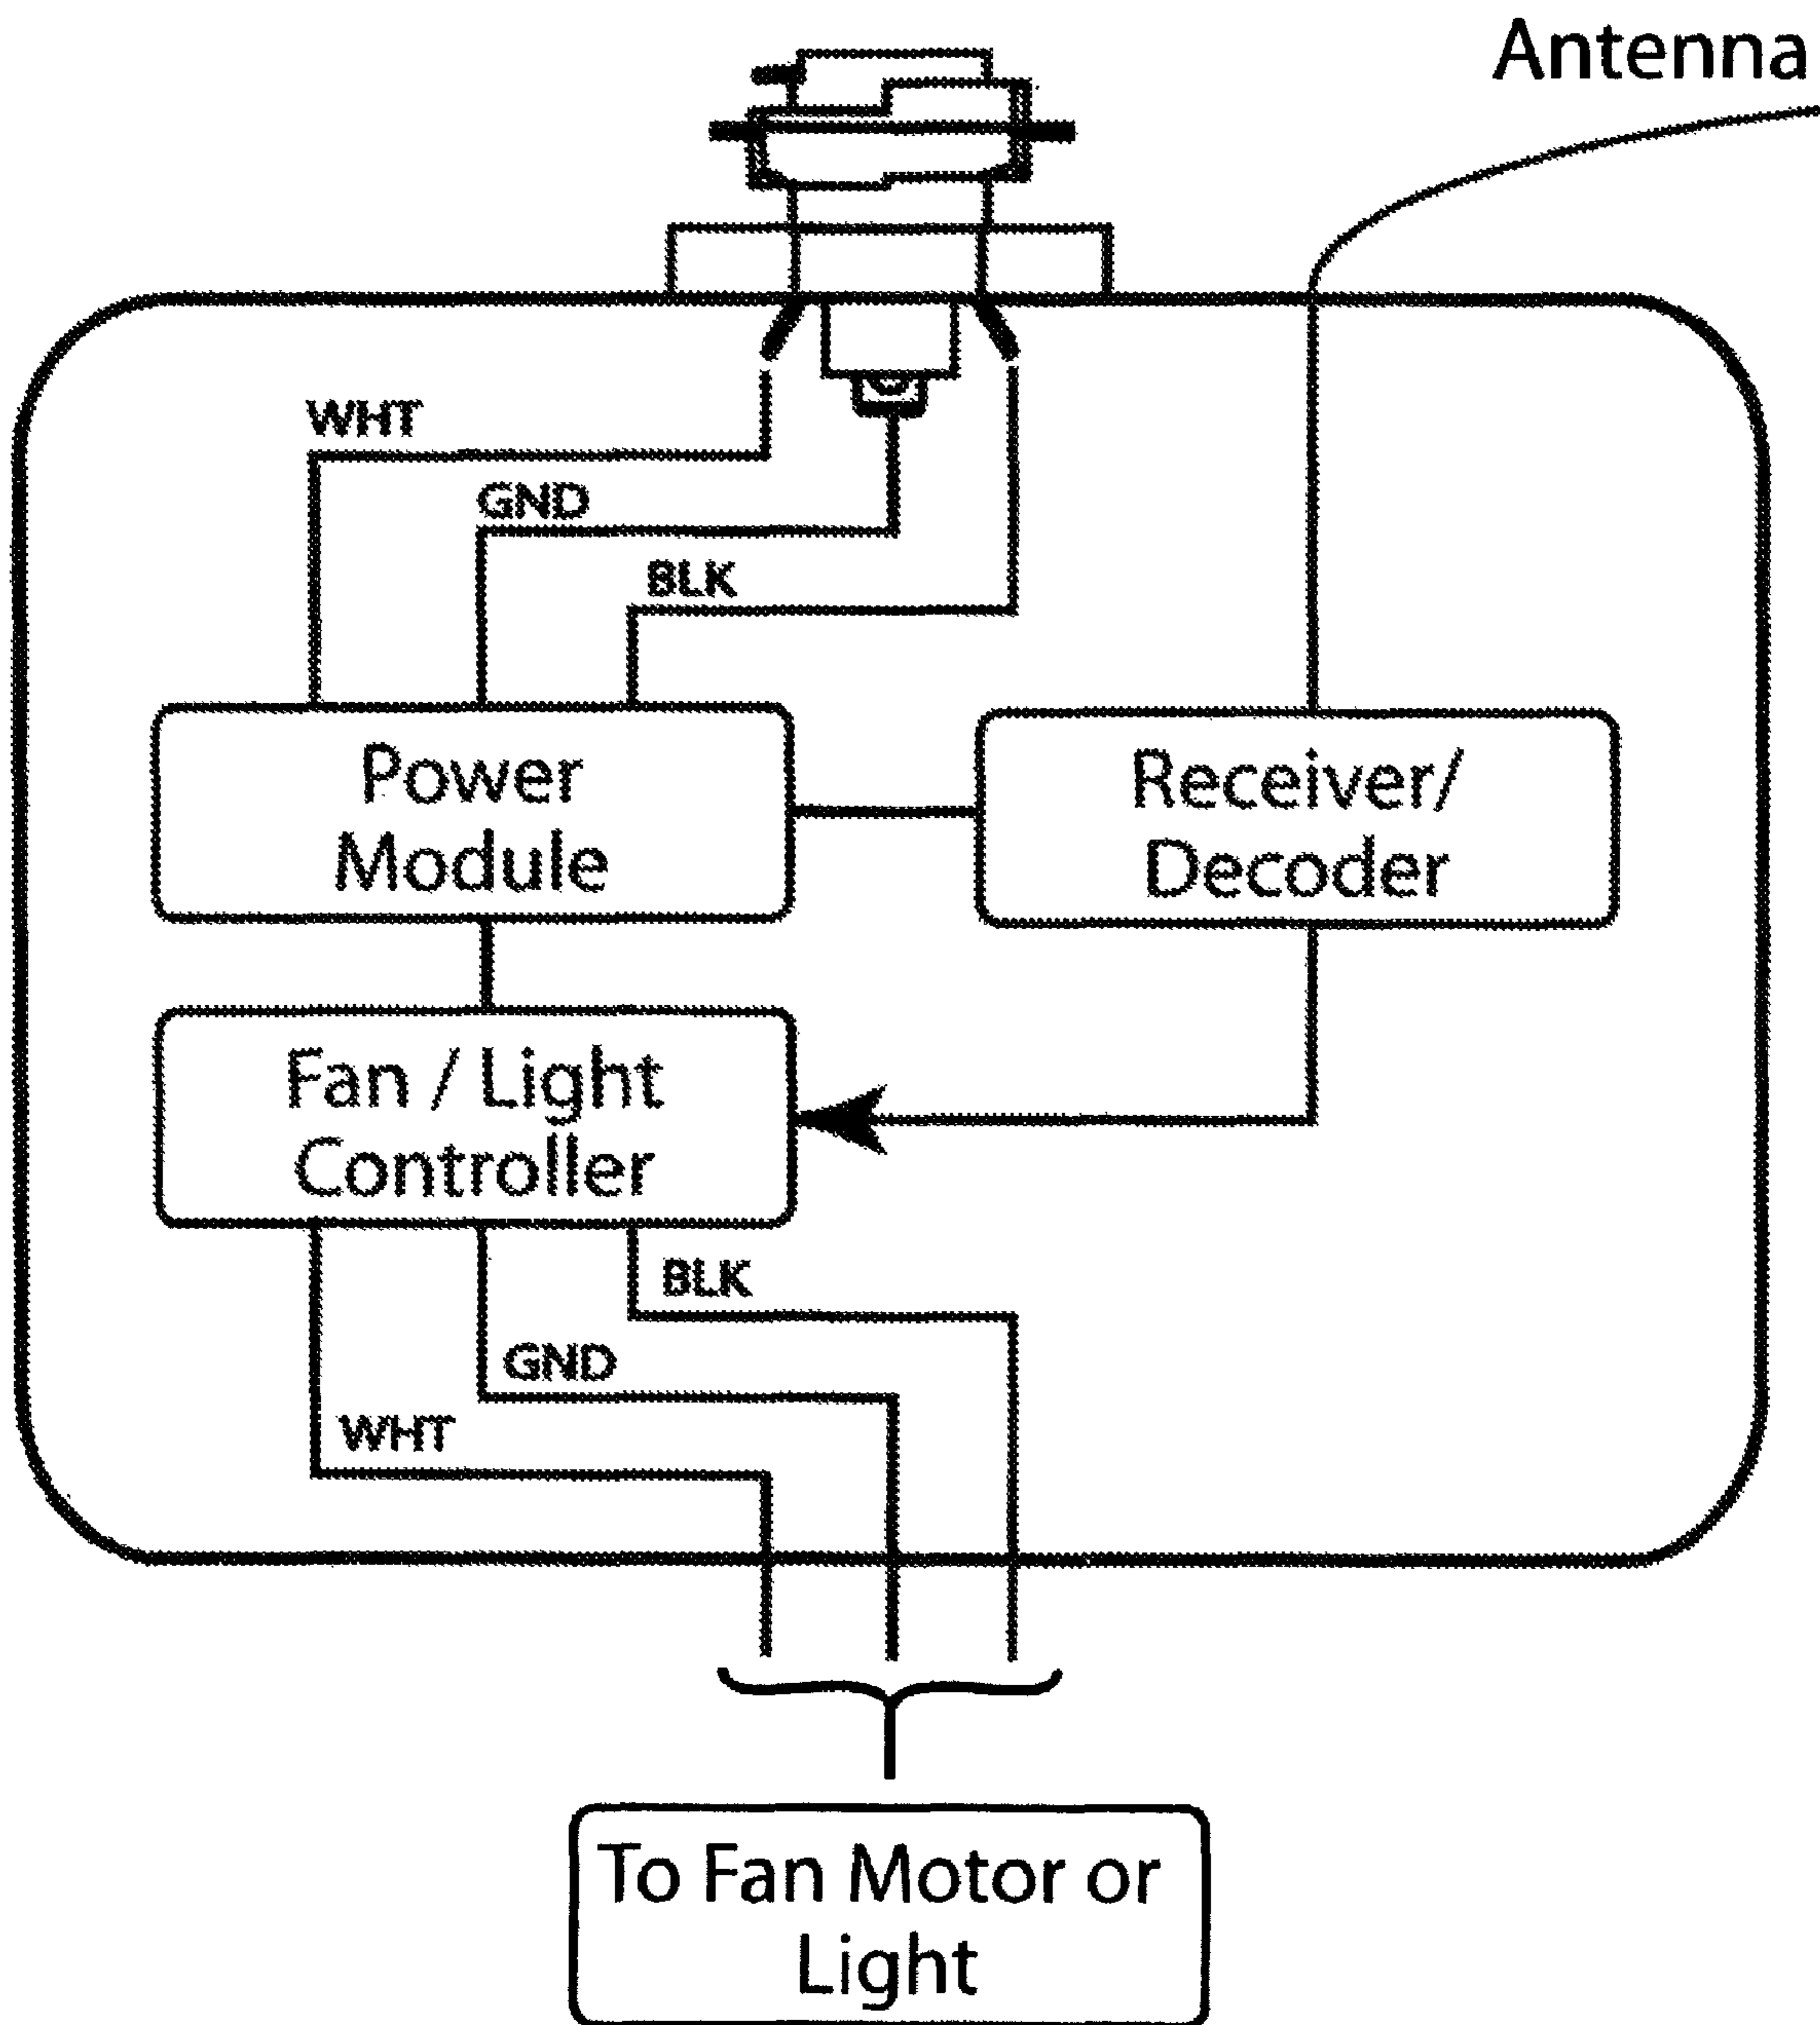 Antenna
WHT
GND
BLK
Power
Module
Receiver/
Decoder
Fan / Light
Controller
BLK
GND
WHT
To Fan Motor or
Light